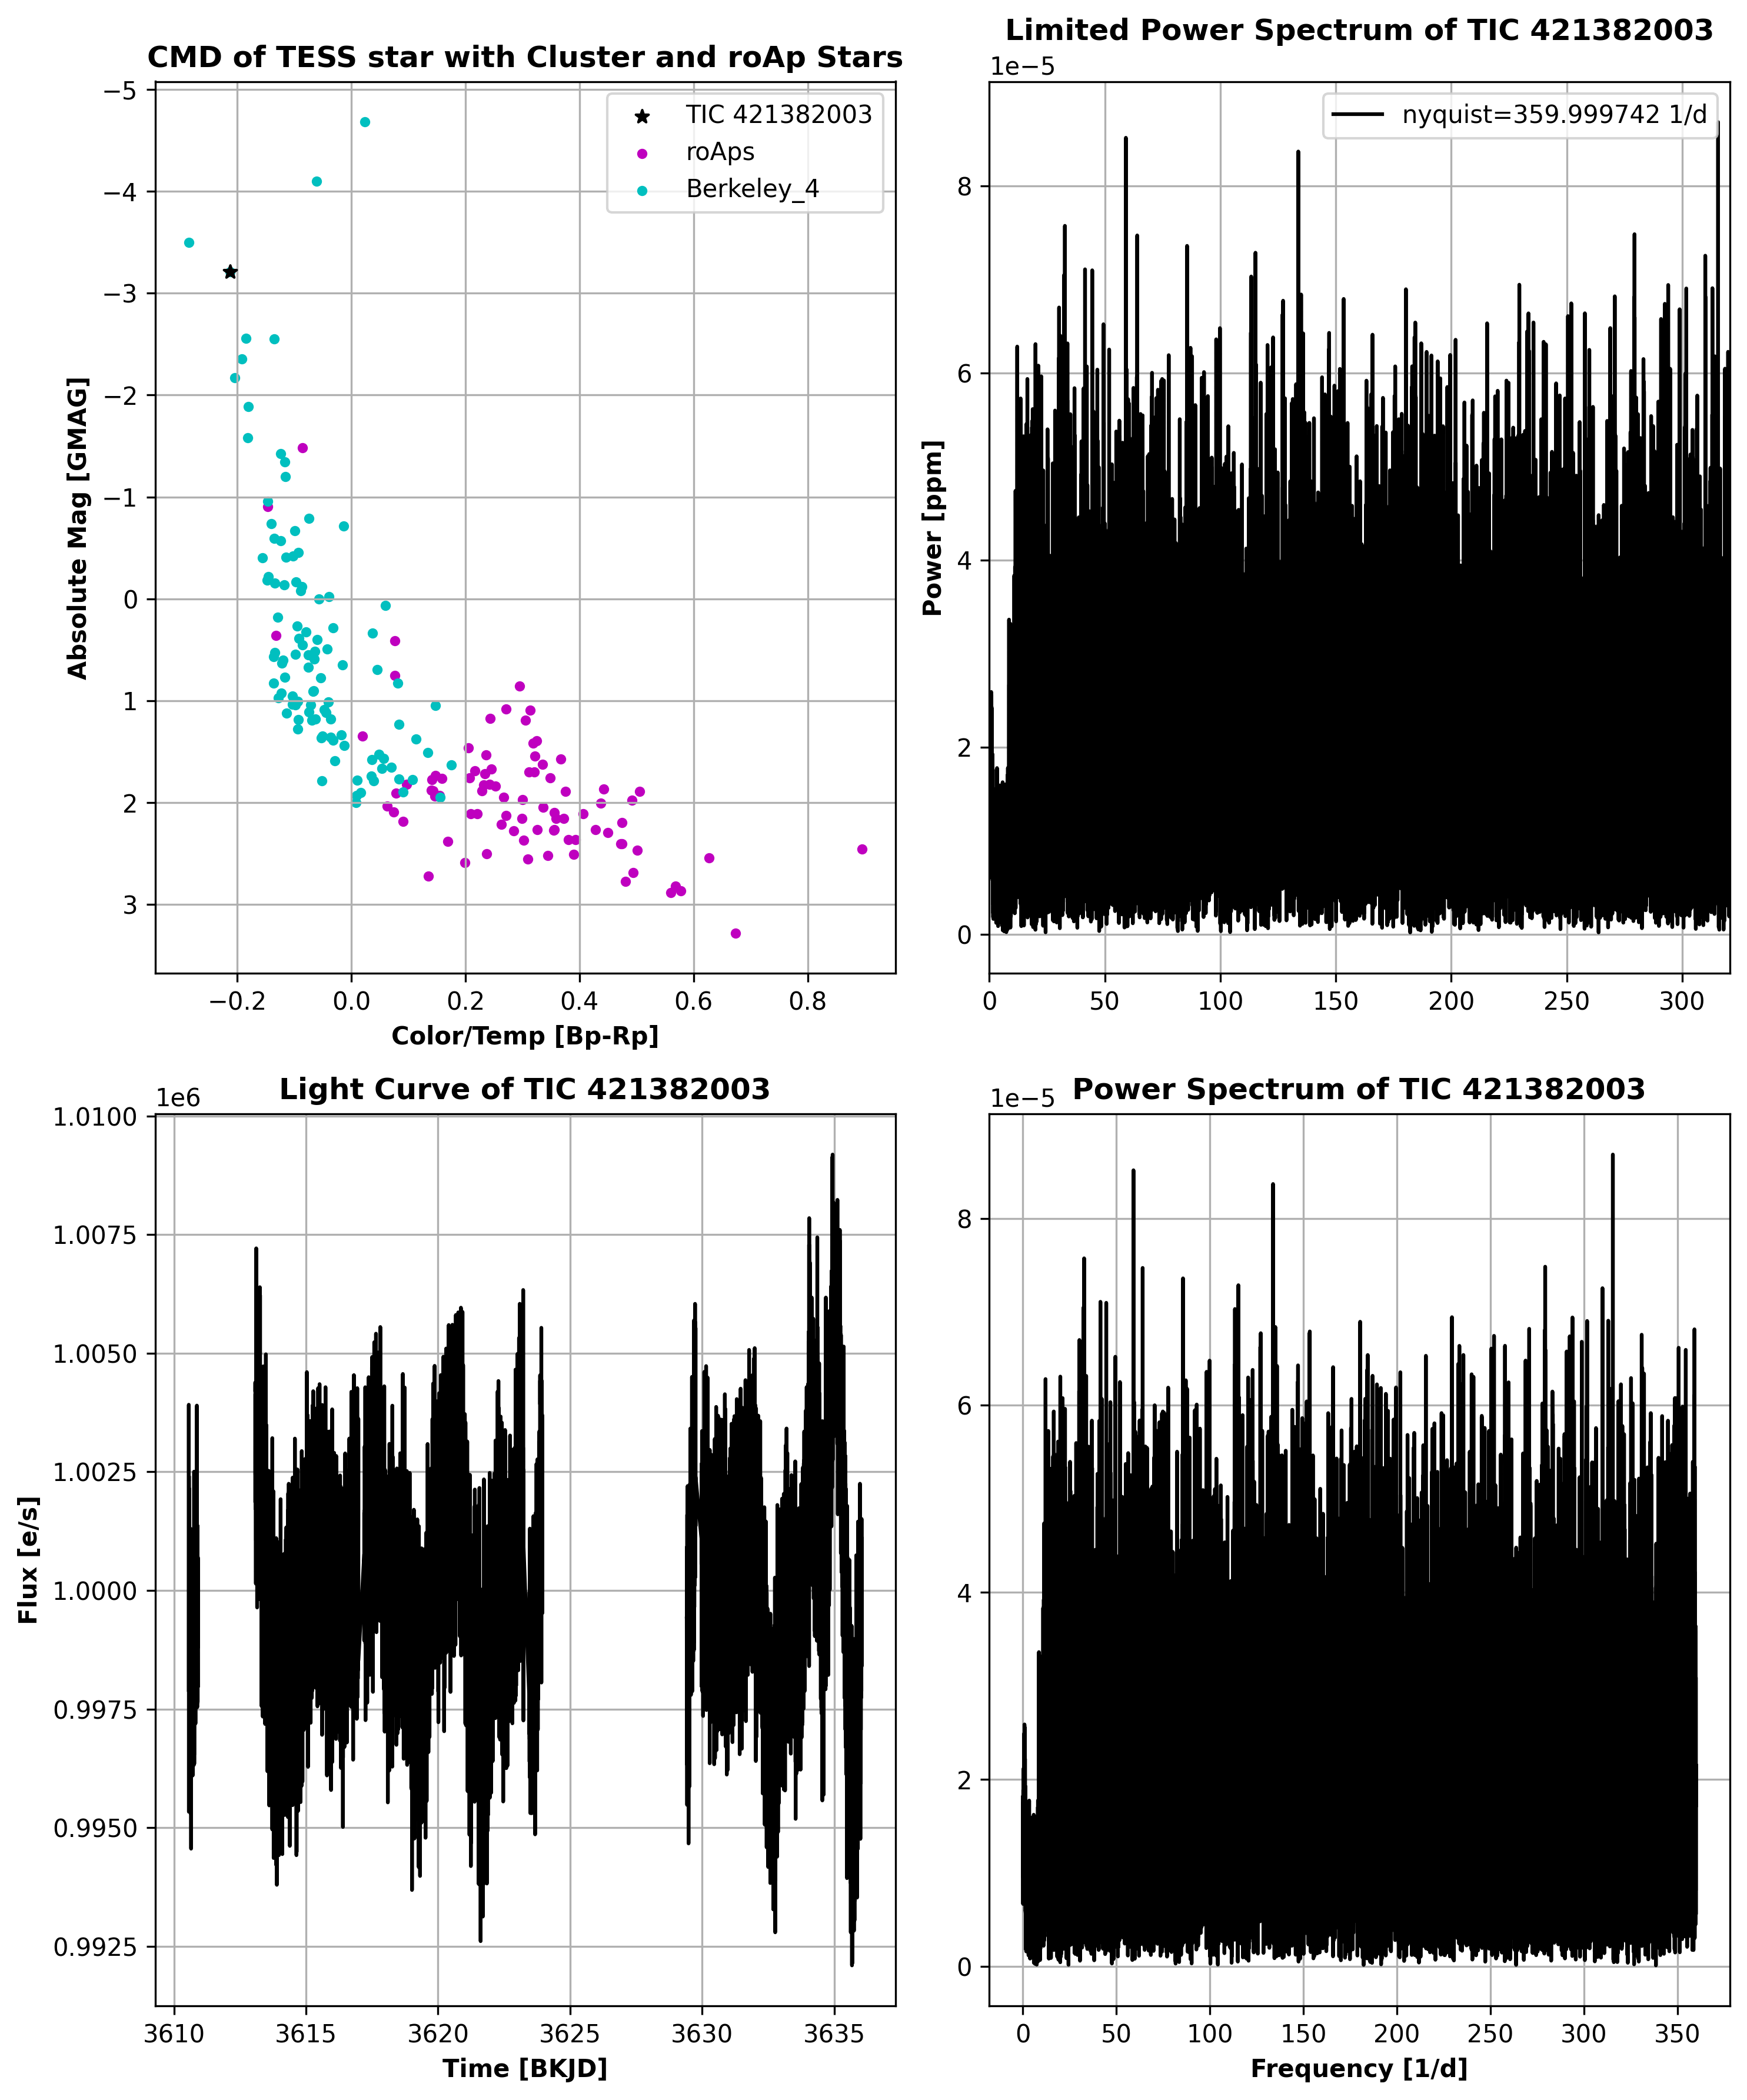 CMD of TESS star with Cluster and roAp Stars
TIC 421382003
roAps
Berkeley_4
−5
−4
−3
−2
−1
0
1
2
3
Absolute Mag [GMAG]
−0.2 0.0 0.2 0.4 0.6 0.8
Color/Temp [Bp-Rp]
Limited Power Spectrum of TIC 421382003
1e−5
nyquist=359.999742 1/d
8
6
4
2
0
Power [ppm]
0 50 100 150 200 250 300
Light Curve of TIC 421382003
1e6
1.0100
1.0075
1.0050
1.0025
1.0000
0.9975
0.9950
0.9925
Flux [e/s]
3610 3615 3620 3625 3630 3635
Time [BKJD]
Power Spectrum of TIC 421382003
1e−5
8
6
4
2
0
0 50 100 150 200 250 300 350
Frequency [1/d]